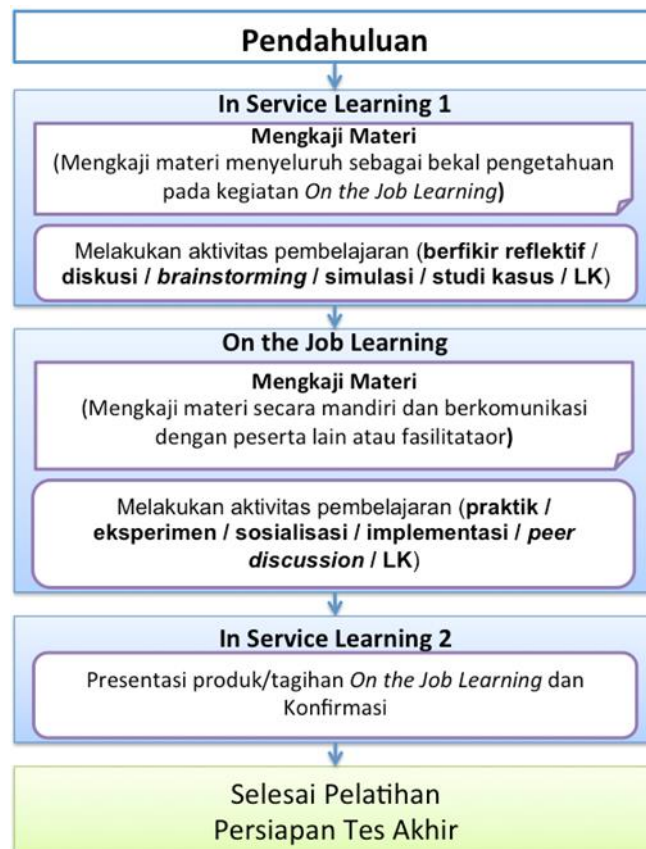 Pendahuluan
In Service Learning 1
Mengkaji Materi
(Mengkaji materi menyeluruh sebagai bekal pengetahuan
pada kegiatan On the Job Learning)
Melakukan aktivitas pembelajaran (berfikir reflektif /
diskusi / brainstorming / simulasi / studi kasus / LK)
On the Job Learning
Mengkaji Materi
(Mengkaji materi secara mandiri dan berkomunikasi
dengan peserta lain atau fasilitataor)
Melakukan aktivitas pembelajaran (praktik /
eksperimen / sosialisasi / implementasi / peer
discussion / LK)
In Service Learning 2
Presentasi produk/tagihan On the Job Learning dan
Konfirmasi
Selesai Pelatihan
Persiapan Tes Akhir